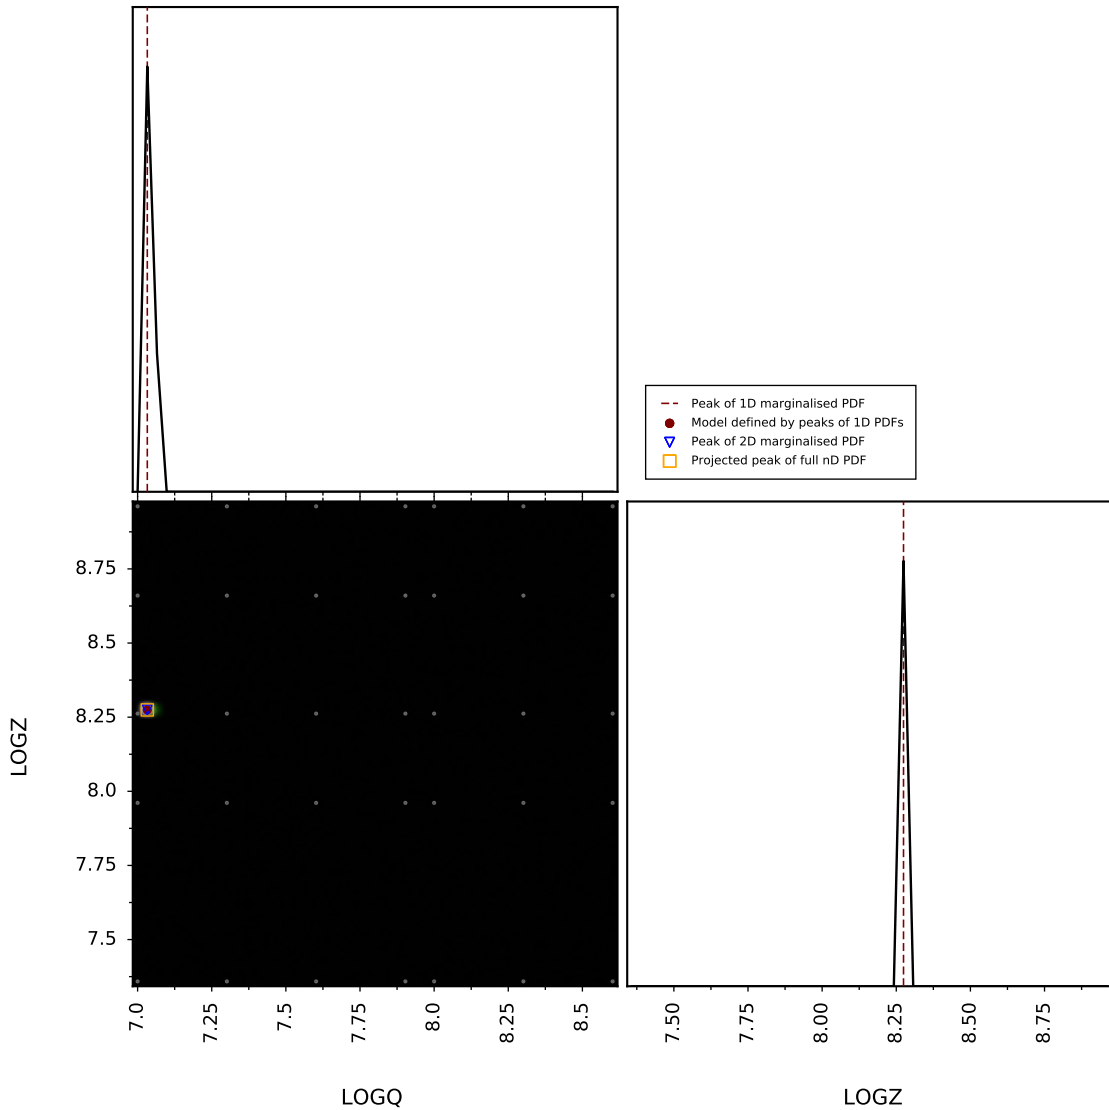 Peak of 1D marginalised PDF
Model defined by peaks of 1D PDFs
Peak of 2D marginalised PDF
Projected peak of full nD PDF
8.75
8.5
8.25
8.0
7.75
7.5
LOGZ
7.0
7.25
7.5
7.75
8.0
8.25
8.5
LOGQ
7.50
7.75
8.00
8.25
8.50
8.75
LOGZ